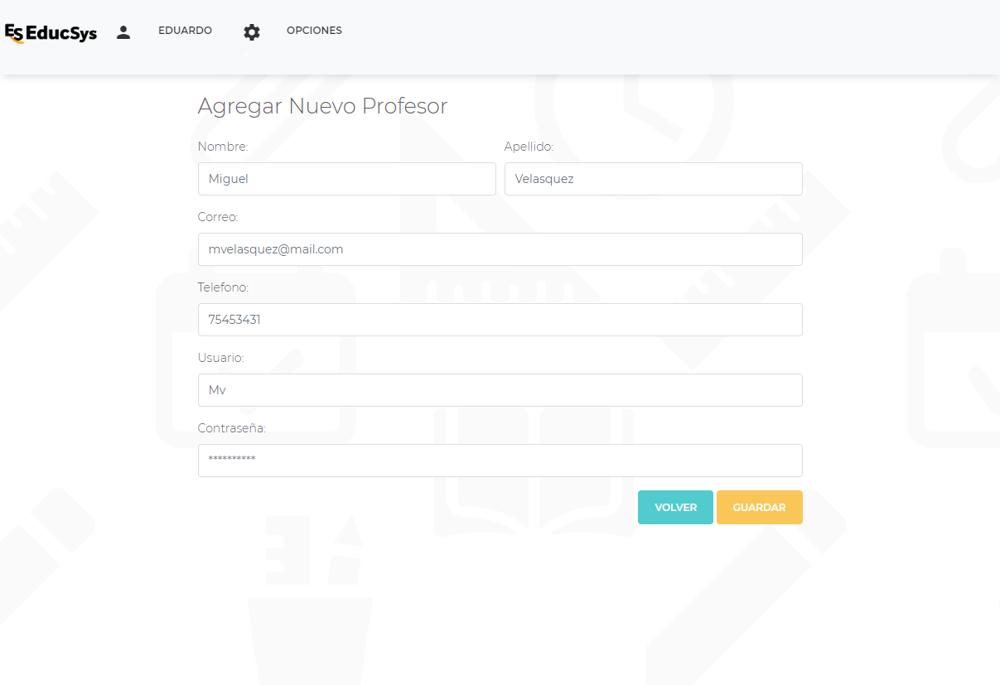 ES EducSys EDUARDO OPCIONES
Agregar Nuevo Profesor
Nombre: Apellido:
Miguel Velasquez
Correo:
mvelasquez@mail.com
Telefono:
75453431
Usuario:
Mv
Contraseña:
**********
VOLVER GUARDAR